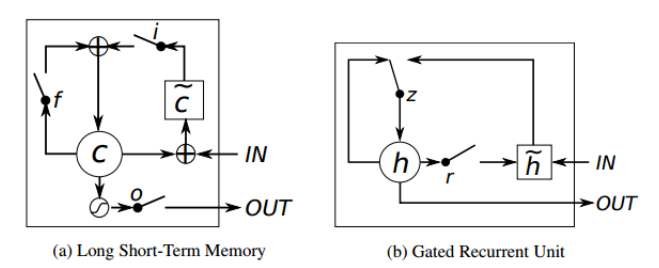 i
f
c̃
c
IN
o
OUT
(a) Long Short-Term Memory
z
h
r
h̃
IN
OUT
(b) Gated Recurrent Unit